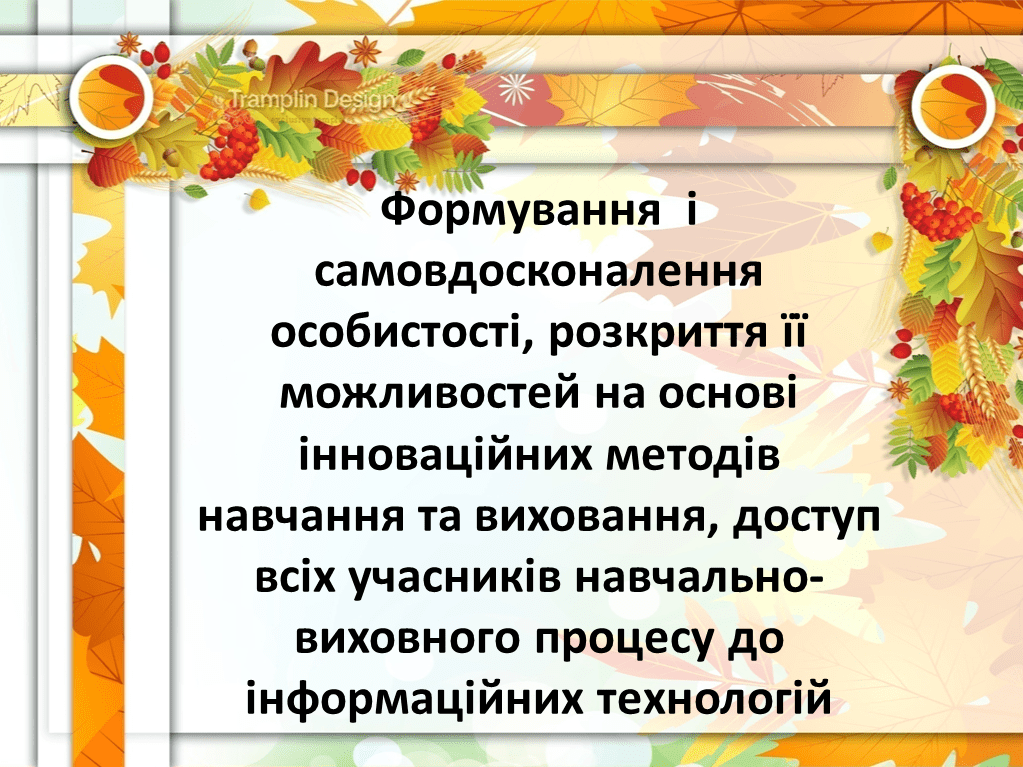 Tramplin Design
Формування і
самовдосконалення
особистості, розкриття її
можливостей на основі
інноваційних методів
навчання та виховання, доступ
всіх учасників навчально-
виховного процесу до
інформаційних технологій